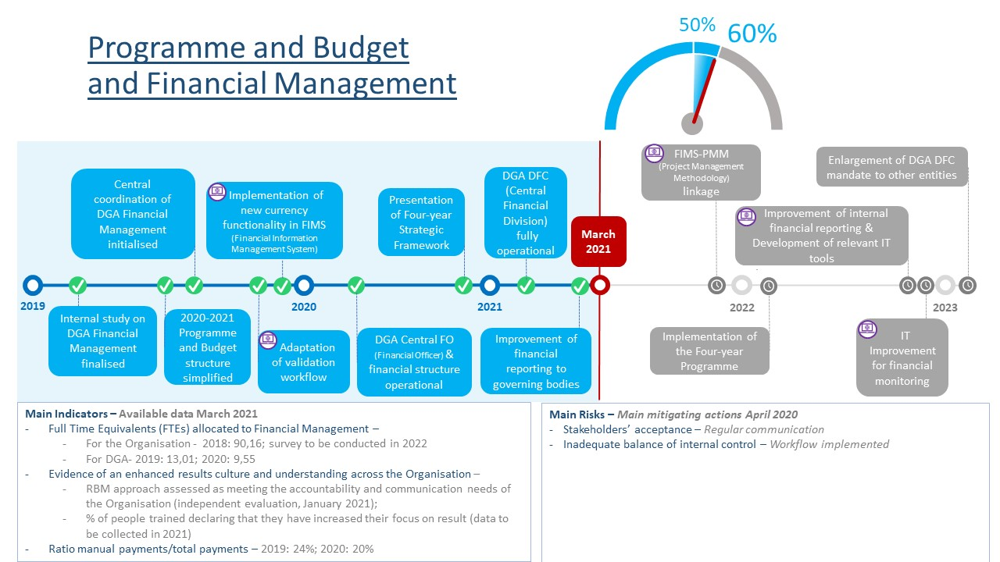 Programme and Budget
and Financial Management
50%
60%
Central
coordination of
DGA Financial
Management
initialised
Implementation of
new currency
functionality in FIMS
(Financial Information
Management System)
Presentation
of Four-year
Strategic
Framework
DGA DFC
(Central
Financial
Division)
fully
operational
March
2021
FIMS-PMM
(Project Management
Methodology)
linkage
Improvement of internal
financial reporting &
Development of relevant IT
tools
Enlargement of DGA DFC
mandate to other entities
2019
2020
2021
2022
2023
Internal study on
DGA Financial
Management
finalised
2020-2021
Programme
and Budget
structure
simplified
Adaptation
of validation
workflow
DGA Central FO
(Financial Officer) &
financial structure
operational
Improvement of
financial
reporting to
governing bodies
Implementation of
the Four-year
Programme
IT
Improvement
for financial
monitoring
Main Indicators – Available data March 2021
- Full Time Equivalents (FTEs) allocated to Financial Management –
- For the Organisation - 2018: 90,16; survey to be conducted in 2022
- For DGA- 2019: 13,01; 2020: 9,55
- Evidence of an enhanced results culture and understanding across the Organisation –
- RBM approach assessed as meeting the accountability and communication needs of
the Organisation (independent evaluation, January 2021);
- % of people trained declaring that they have increased their focus on result (data to
be collected in 2021)
- Ratio manual payments/total payments – 2019: 24%; 2020: 20%
Main Risks – Main mitigating actions April 2020
- Stakeholders’ acceptance – Regular communication
- Inadequate balance of internal control – Workflow implemented